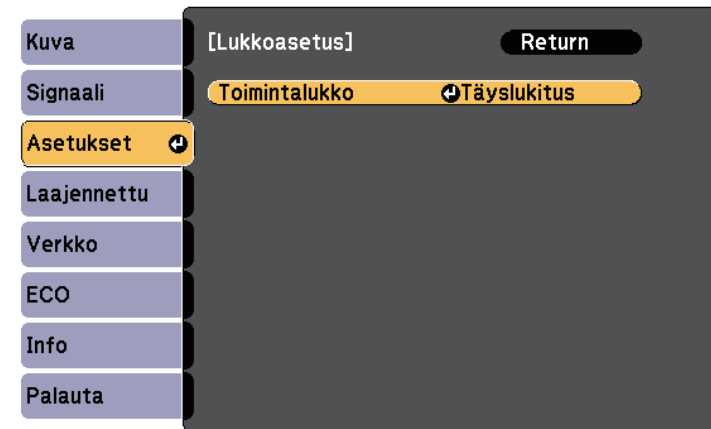 Kuva
Signaali
Asetukset
Laajennettu
Verkko
ECO
Info
Palauta
[Lukkoasetus] Return
Toimintalukko Täyslukitus